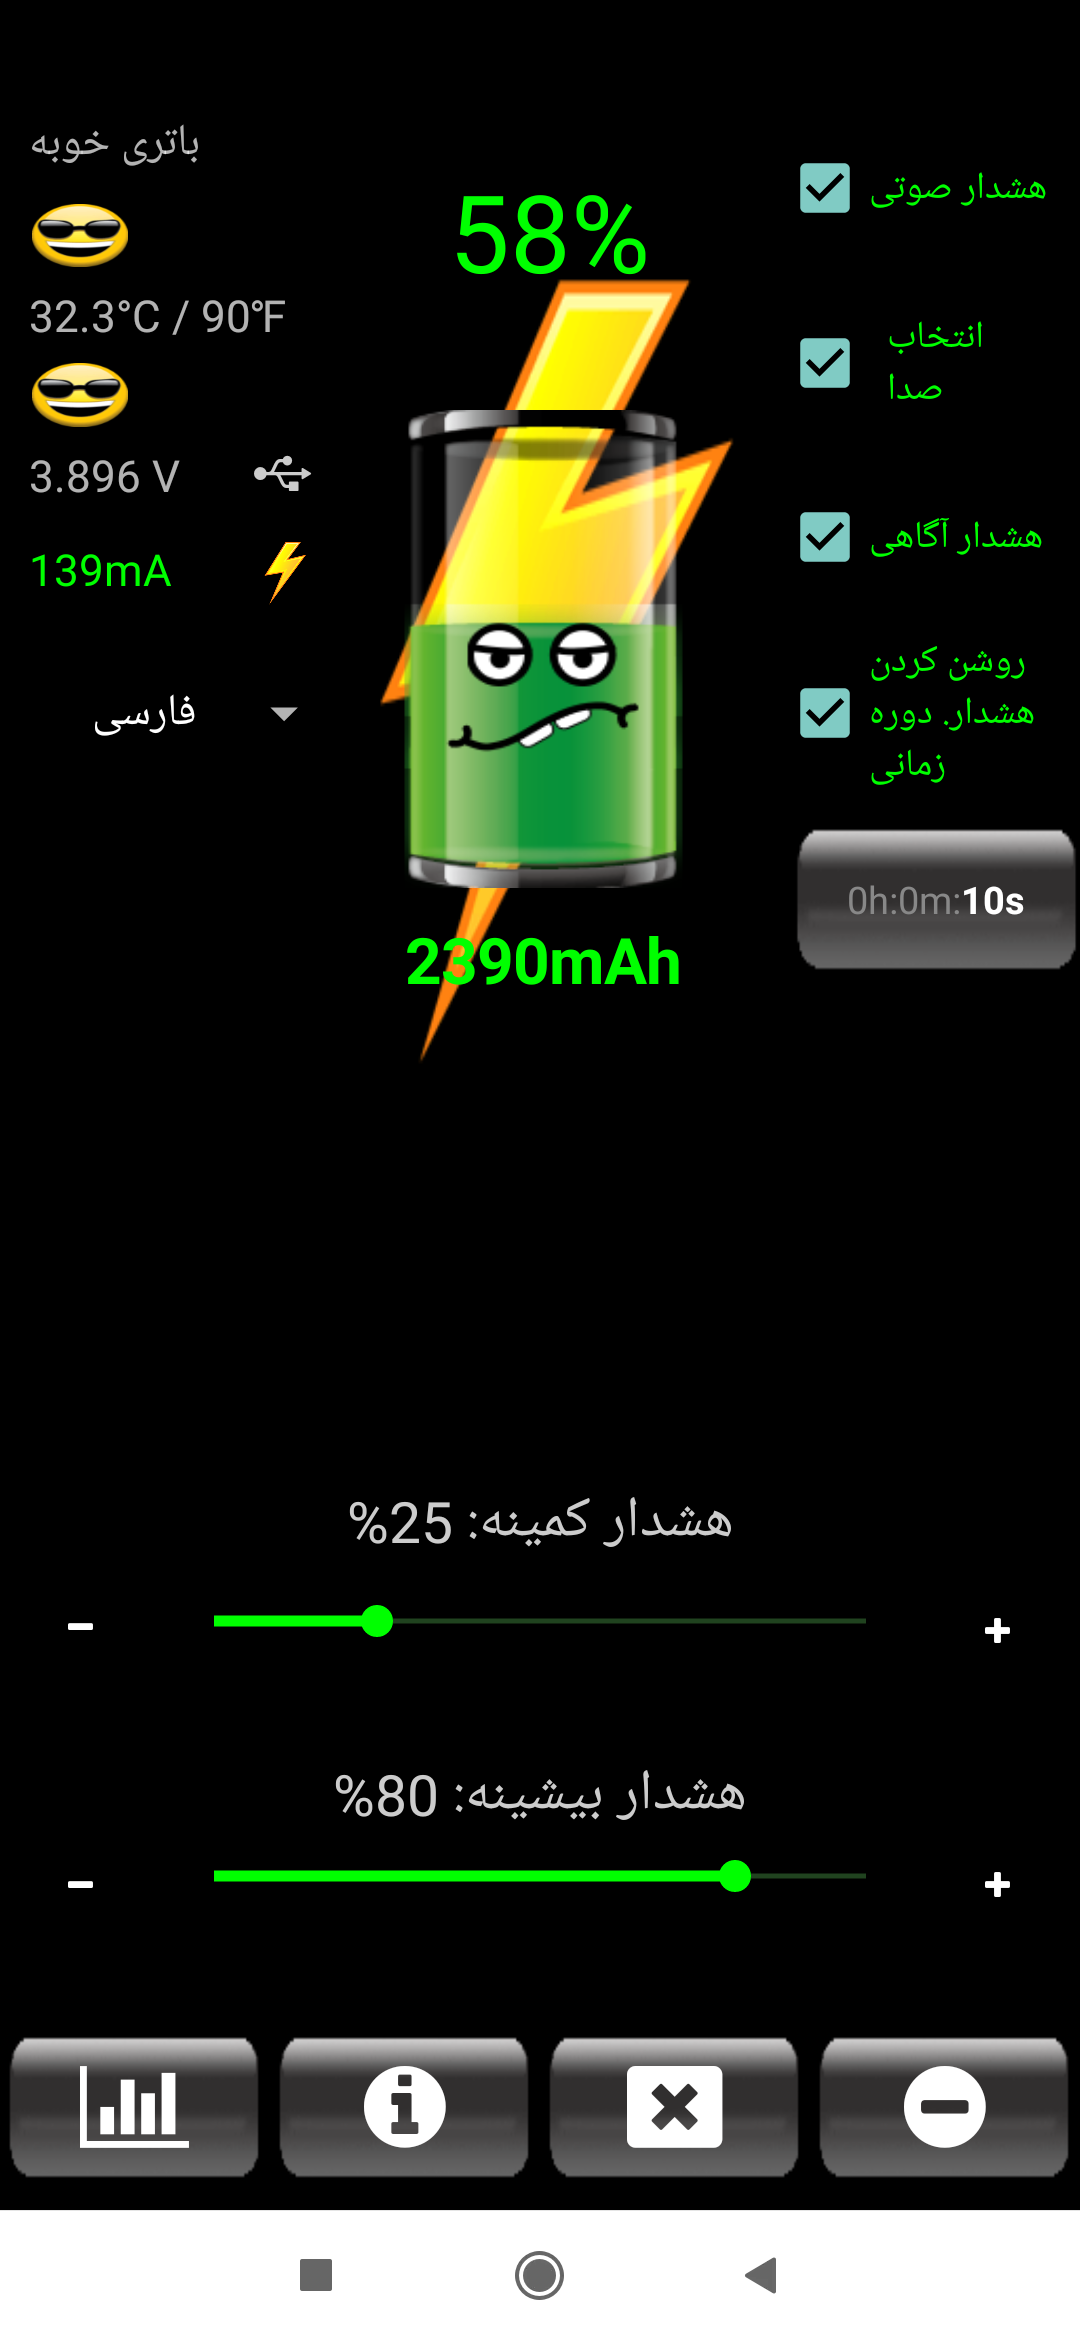 باتری خوبه
32.3°C / 90°F
3.896 V
139mA
فارسی
58%
2390mAh
هشدار صوتی
انتخاب
صدا
هشدار آگاهی
روشن کردن
هشدار. دوره
زمانی
0h:0m:10s
هشدار کمینه: 25%
هشدار بیشینه: 80%